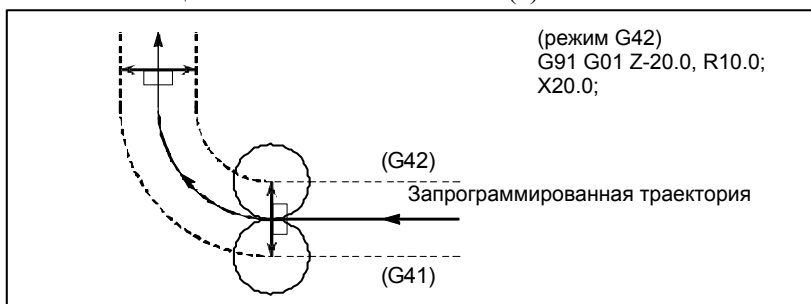 (режим G42)
G91 G01 Z-20.0, R10.0;
X20.0;
(G42)
Запрограммированная траектория
(G41)